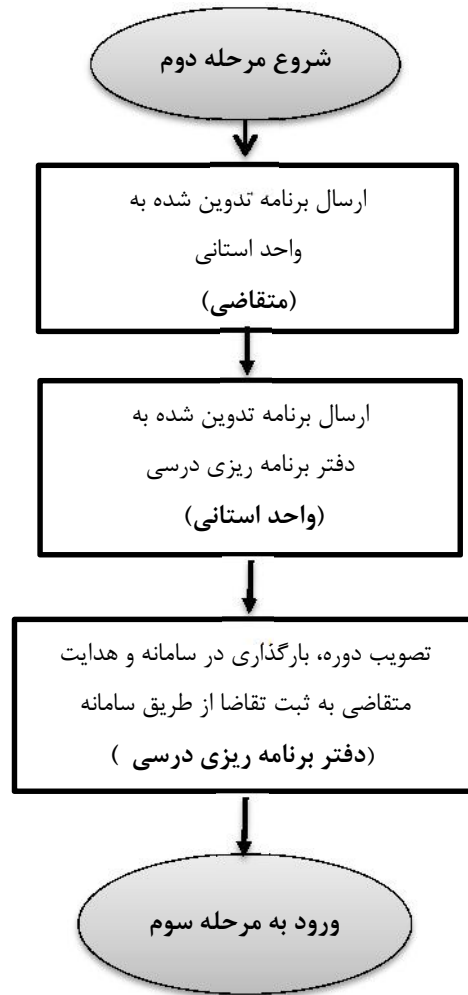 شروع مرحله دوم
ارسال برنامه تدوین شده به
واحد استانی
(متقاضی)
ارسال برنامه تدوین شده به
دفتر برنامه ریزی درسی
(واحد استانی)
تصویب دوره، بارگذاری در سامانه و هدایت
متقاضی به ثبت تقاضا از طریق سامانه
(دفتر برنامه ریزی درسی )
ورود به مرحله سوم